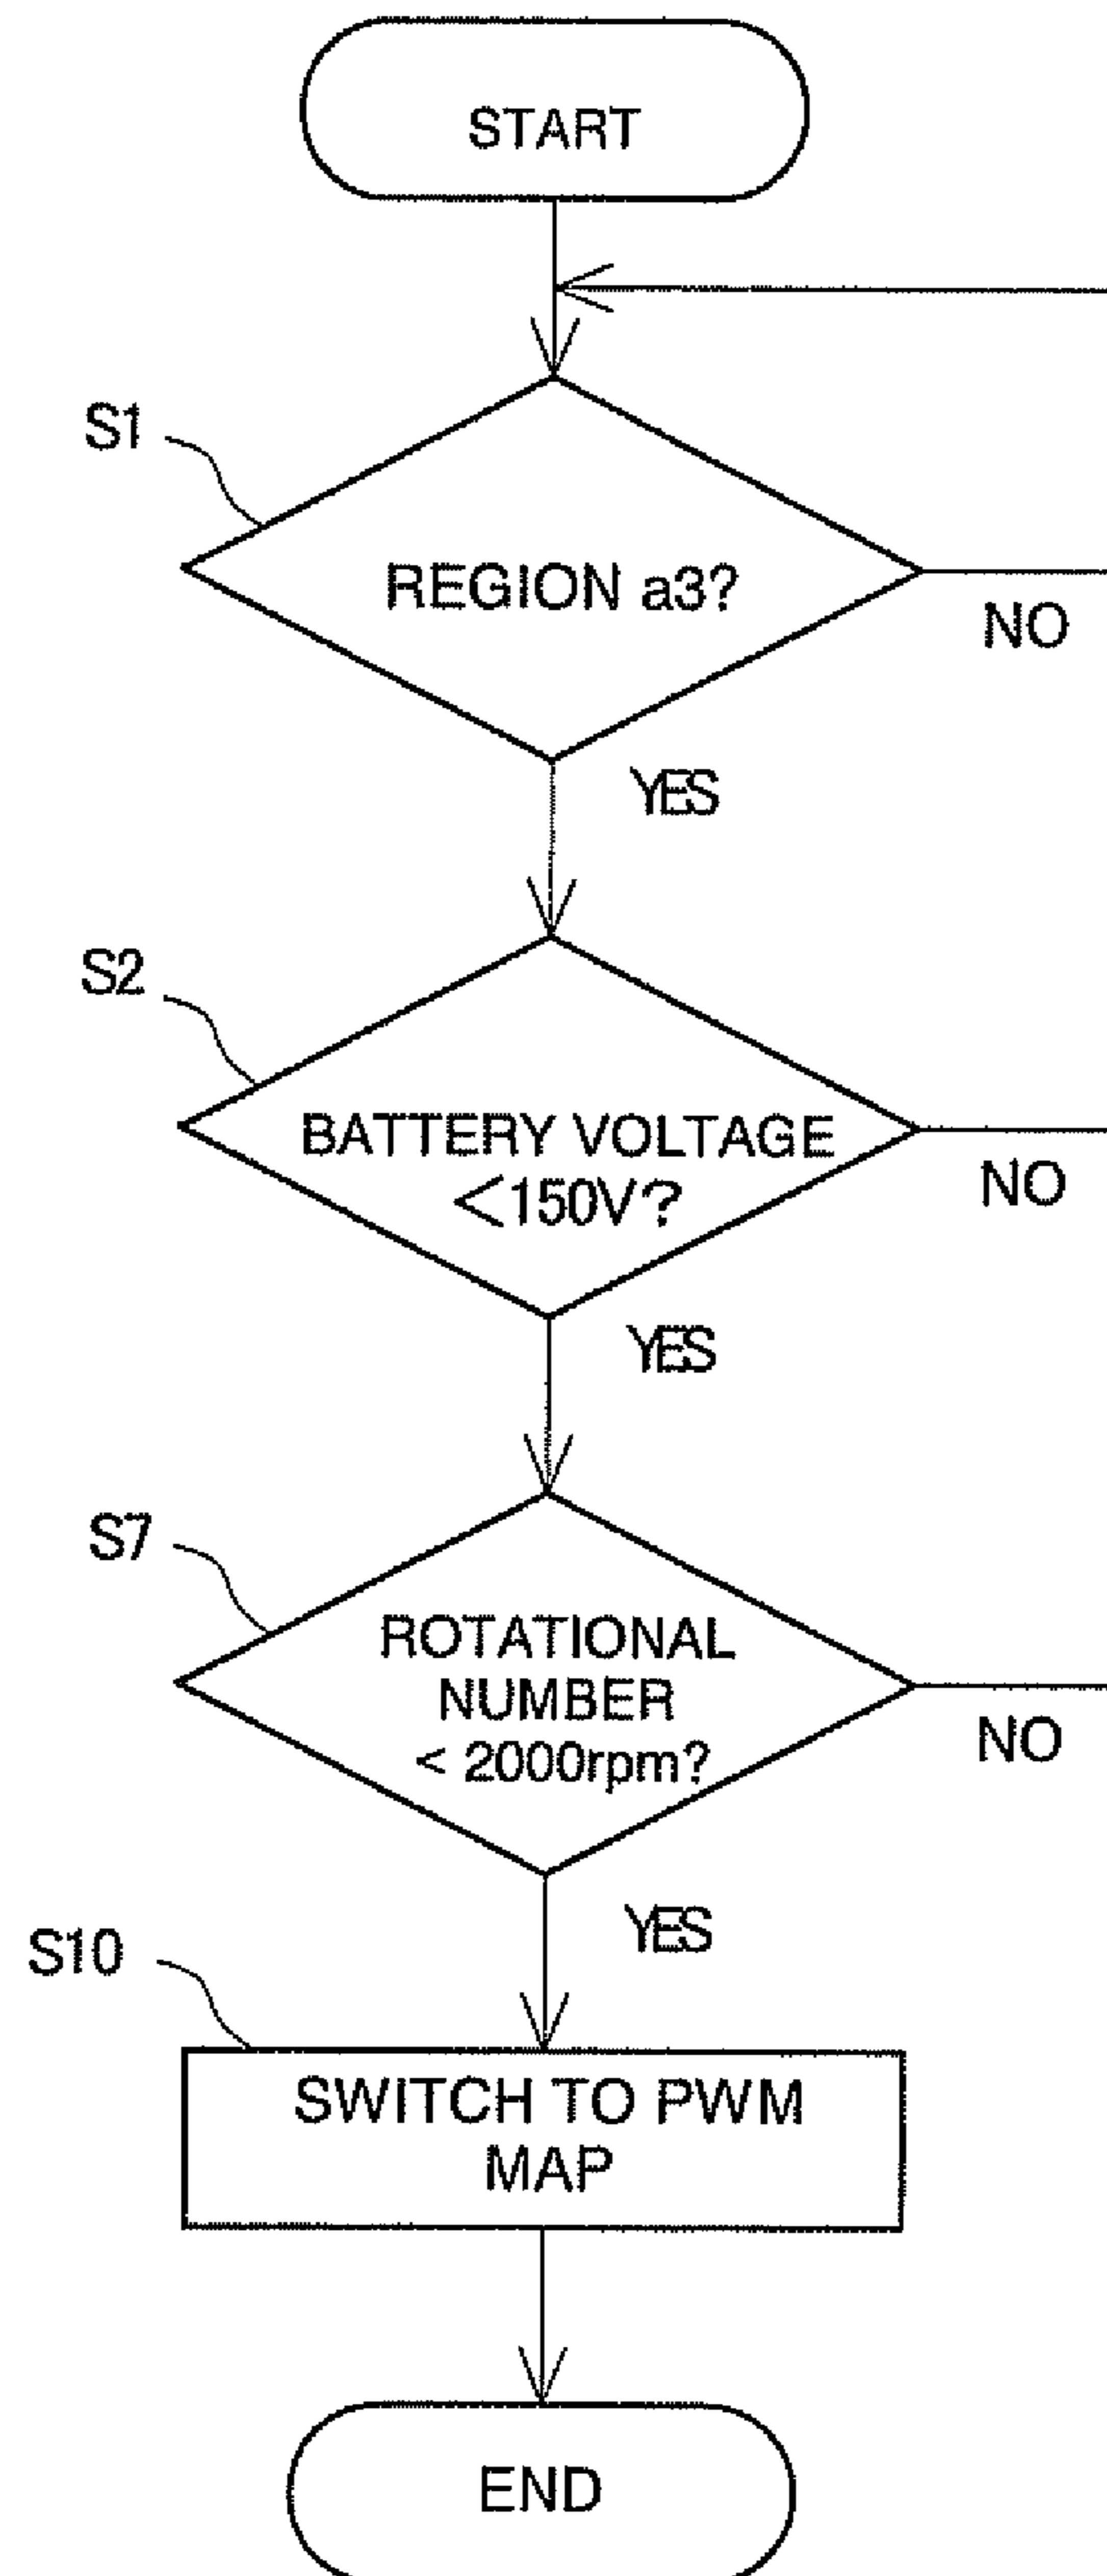 START
S1
REGION a3?
NO
YES
S2
BATTERY VOLTAGE
<150V?
NO
YES
S7
ROTATIONAL
NUMBER
< 2000rpm?
NO
YES
S10
SWITCH TO PWM
MAP
END